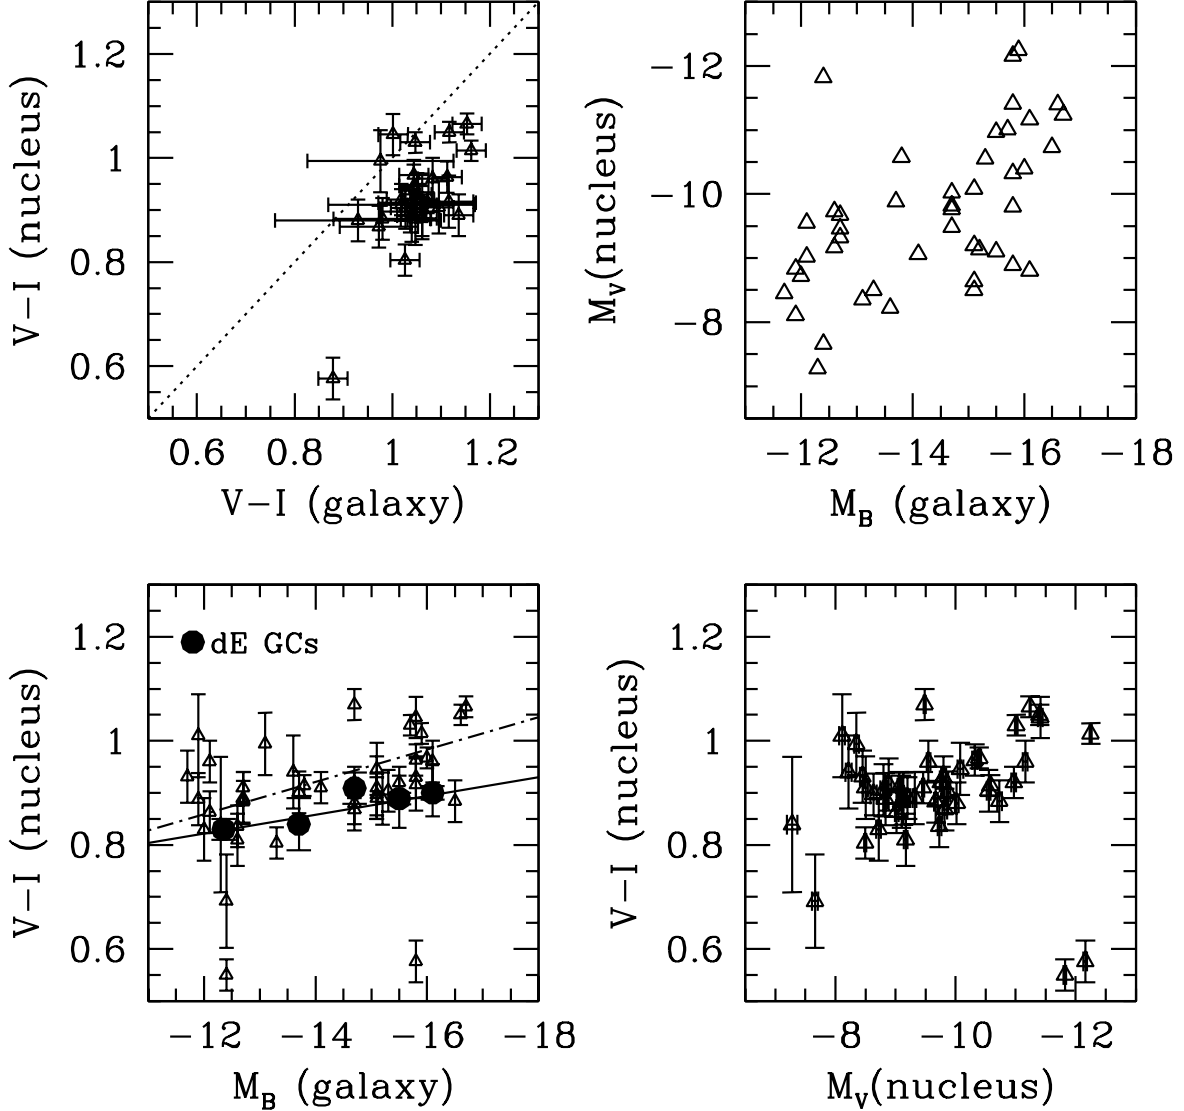 1.2
1
0.8
0.6
V−I (nucleus)
0.6 0.8 1 1.2
V−I (galaxy)
−12
−10
−8
M_V(nucleus)
−12 −14 −16 −18
M_B (galaxy)
1.2
1
0.8
0.6
V−I (nucleus)
dE GCs
−12 −14 −16 −18
M_B (galaxy)
1.2
1
0.8
0.6
V−I (nucleus)
−8 −10 −12
M_V(nucleus)